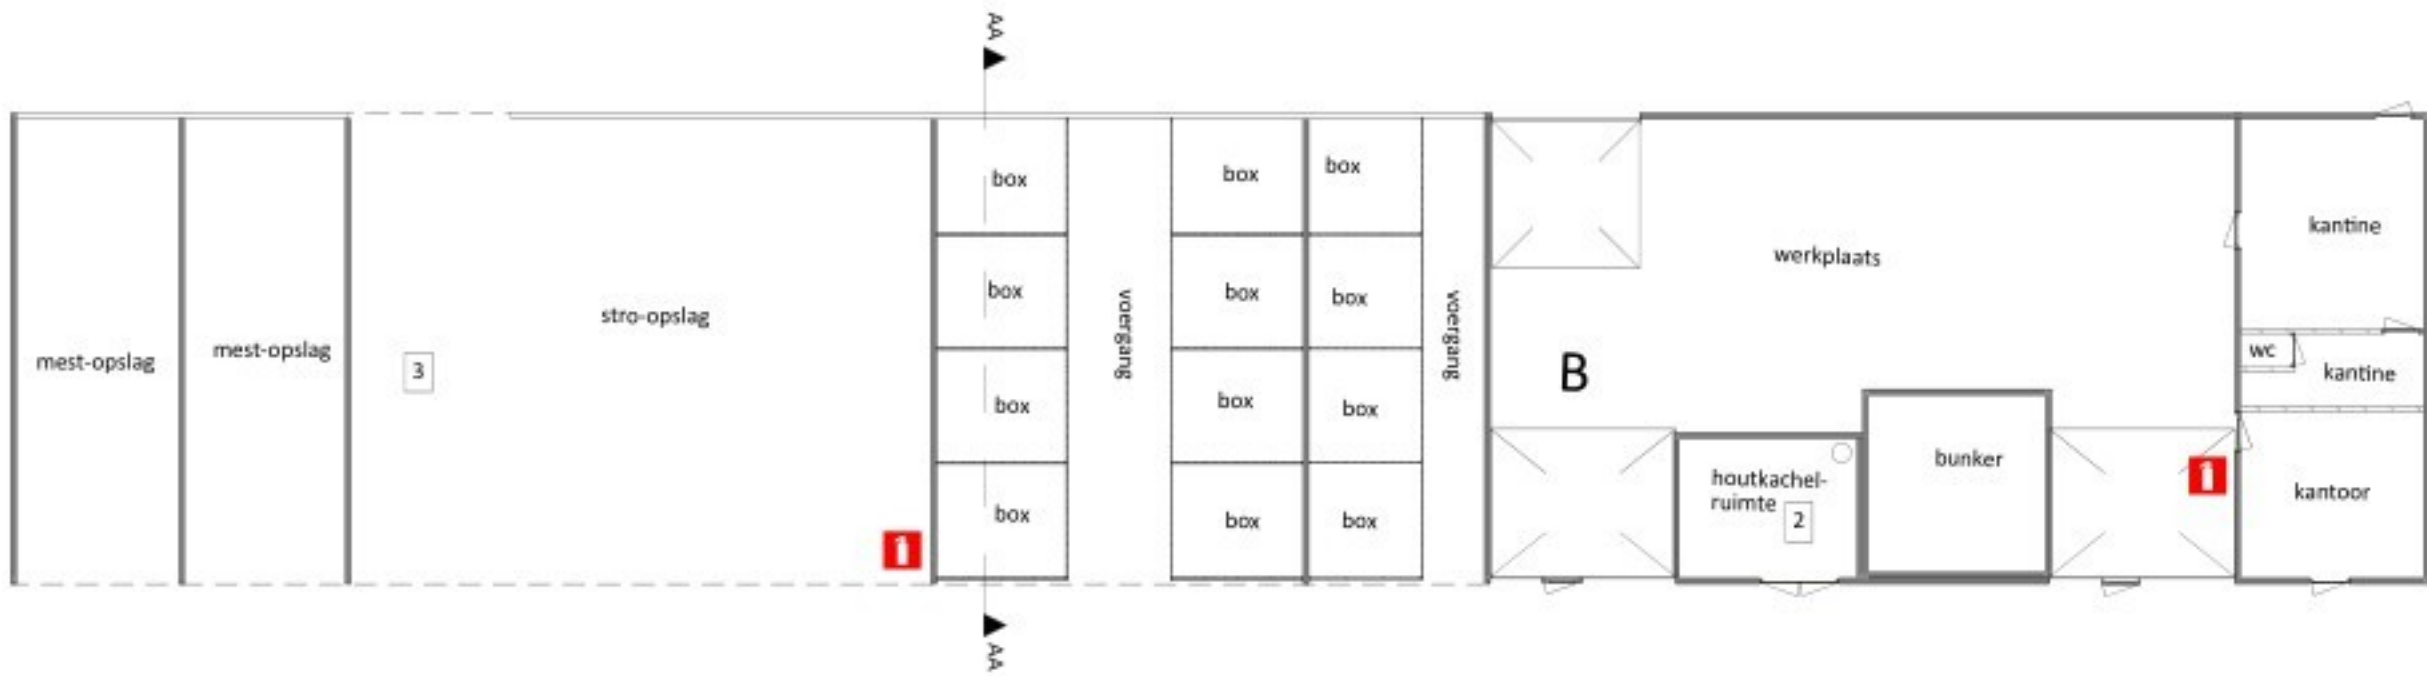 AA
mest-opslag
mest-opslag
3
stro-opslag
box
box
box
box
voergang
box
box
box
box
box
box
box
box
voergang
B
werkplaats
houtkachel-
ruimte
2
bunker
kantine
wc
kantine
kantoor
AA